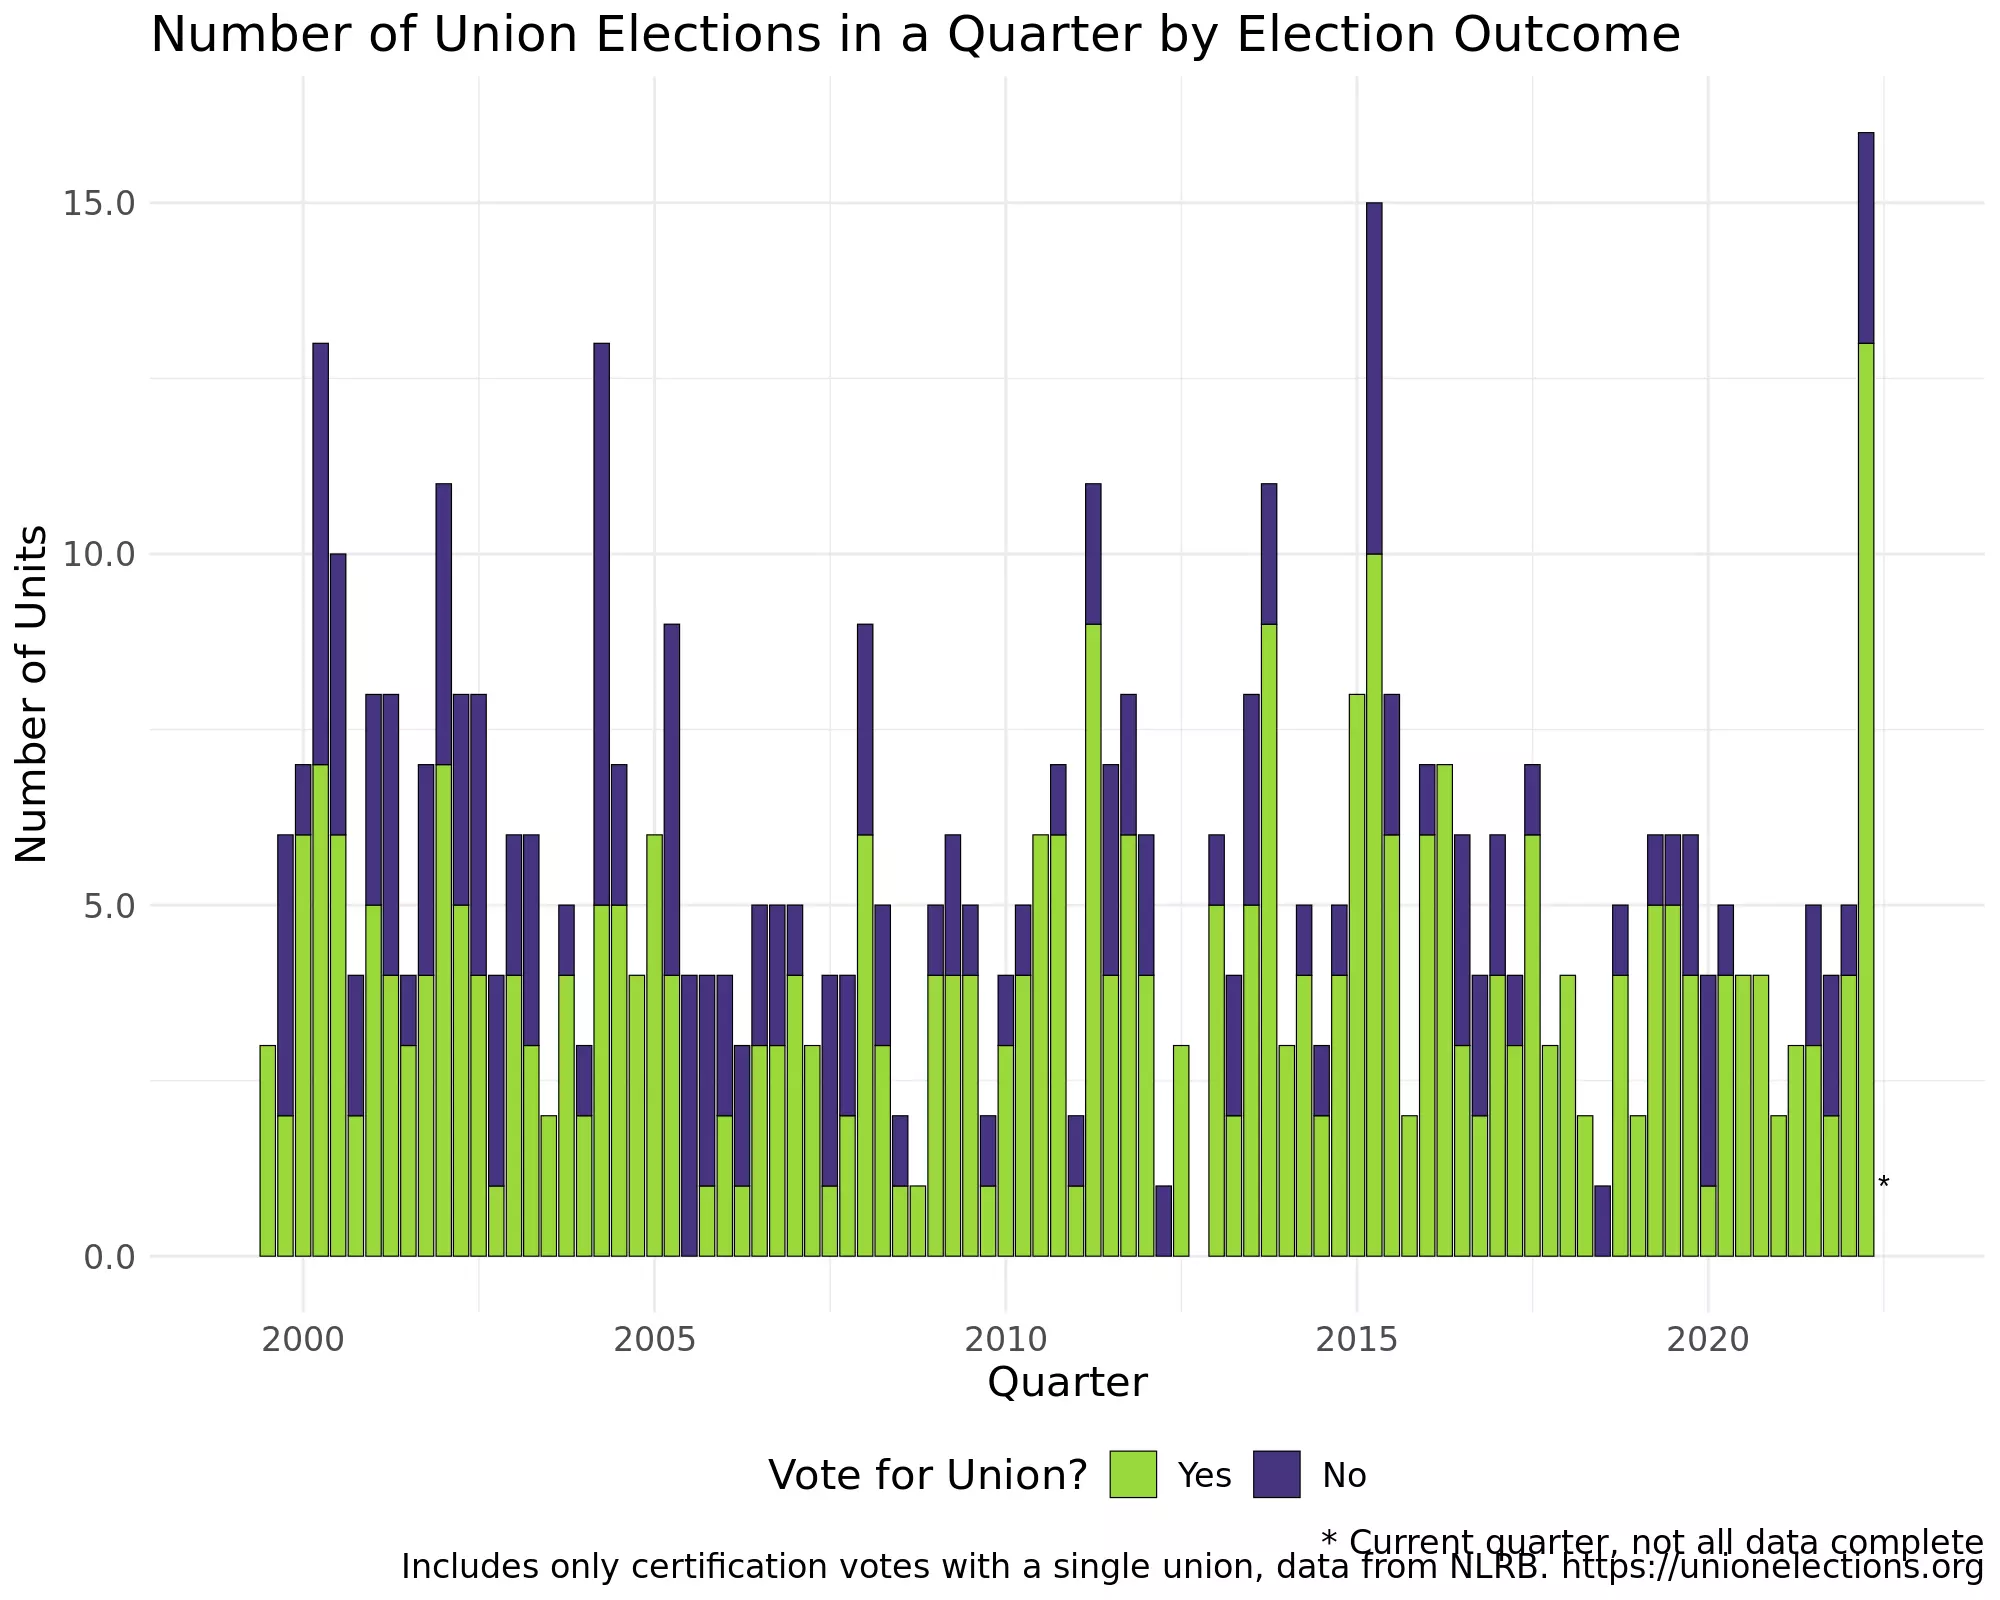 Number of Union Elections in a Quarter by Election Outcome
Number of Units
15.0
10.0
5.0
0.0
*
2000 2005 2010 2015 2020
Quarter
Vote for Union? Yes No
* Current quarter, not all data complete
Includes only certification votes with a single union, data from NLRB. https://unionelections.org